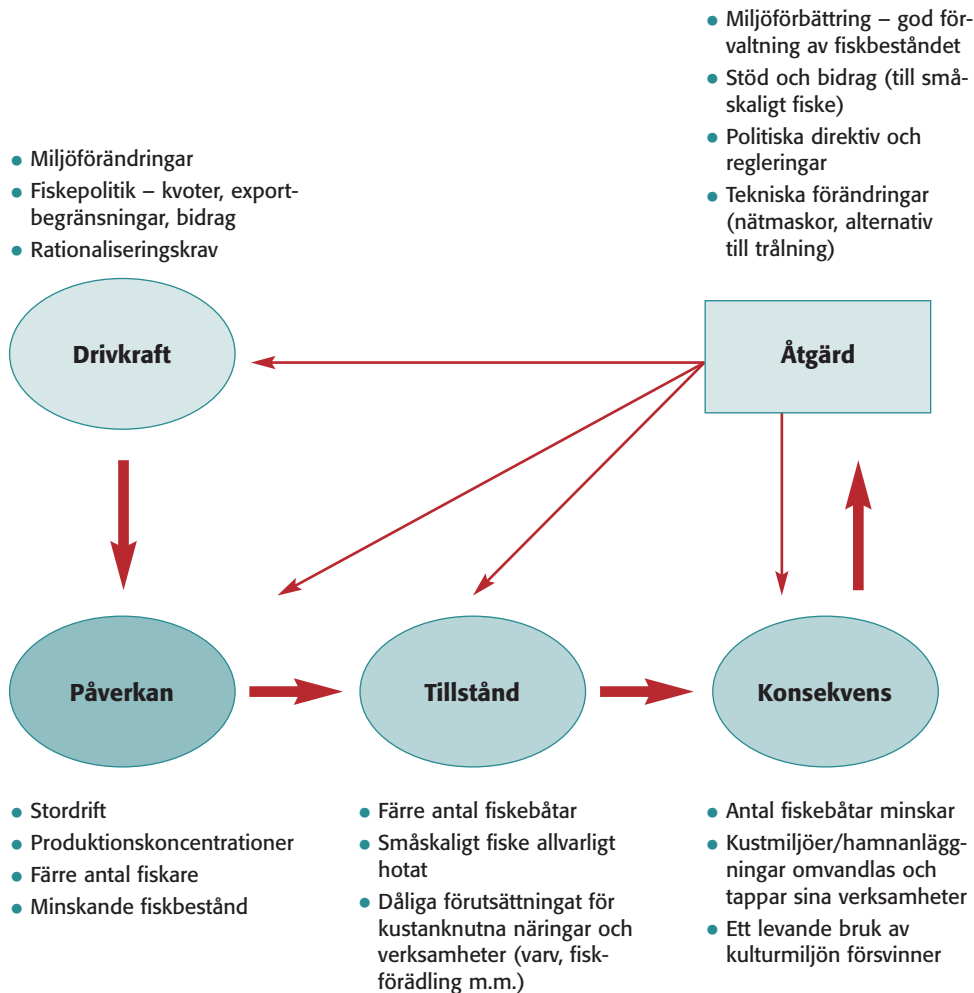 • Miljöförbättring – god för-
valtning av fiskbeståndet
• Stöd och bidrag (till små-
skaligt fiske)
• Politiska direktiv och
regleringar
• Tekniska förändringar
(nätmaskor, alternativ
till trålning)
• Miljöförändringar
• Fiskepolitik – kvoter, export-
begränsningar, bidrag
• Rationaliseringskrav
Drivkraft
Åtgärd
Påverkan
Tillstånd
Konsekvens
• Stordrift
• Produktionskoncentrationer
• Färre antal fiskare
• Minskande fiskbestånd
• Färre antal fiskebåtar
• Småskaligt fiske allvarligt
hotat
• Dåliga förutsättningat för
kustanknutna näringar och
verksamheter (varv, fisk-
förädling m.m.)
• Antal fiskebåtar minskar
• Kustmiljöer/hamnanlägg-
ningar omvandlas och
tappar sina verksamheter
• Ett levande bruk av
kulturmiljön försvinner